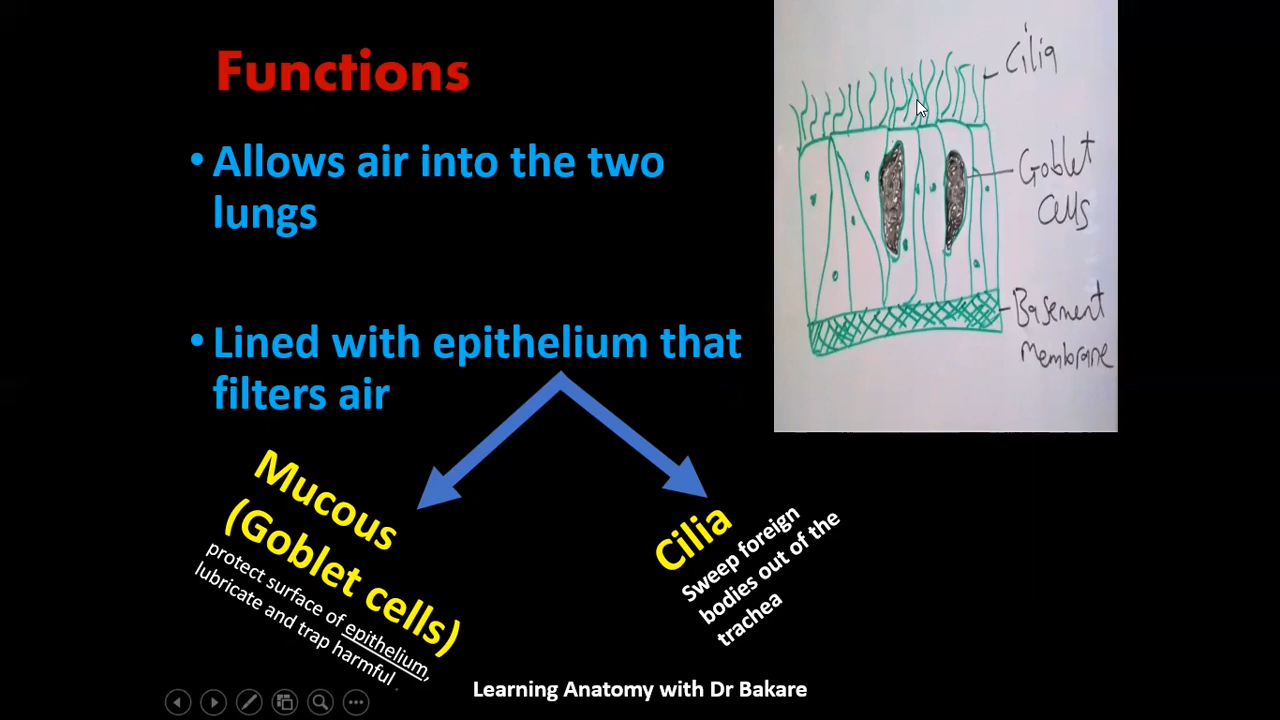 Functions
• Allows air into the two
lungs
• Lined with epithelium that
filters air
Mucous
(Goblet cells)
protect surface of epithelium,
lubricate and trap harmful
Cilia
Sweep foreign
bodies out of the
trachea
Cilia
Goblet
Cells
Basement
Membrane
Learning Anatomy with Dr Bakare